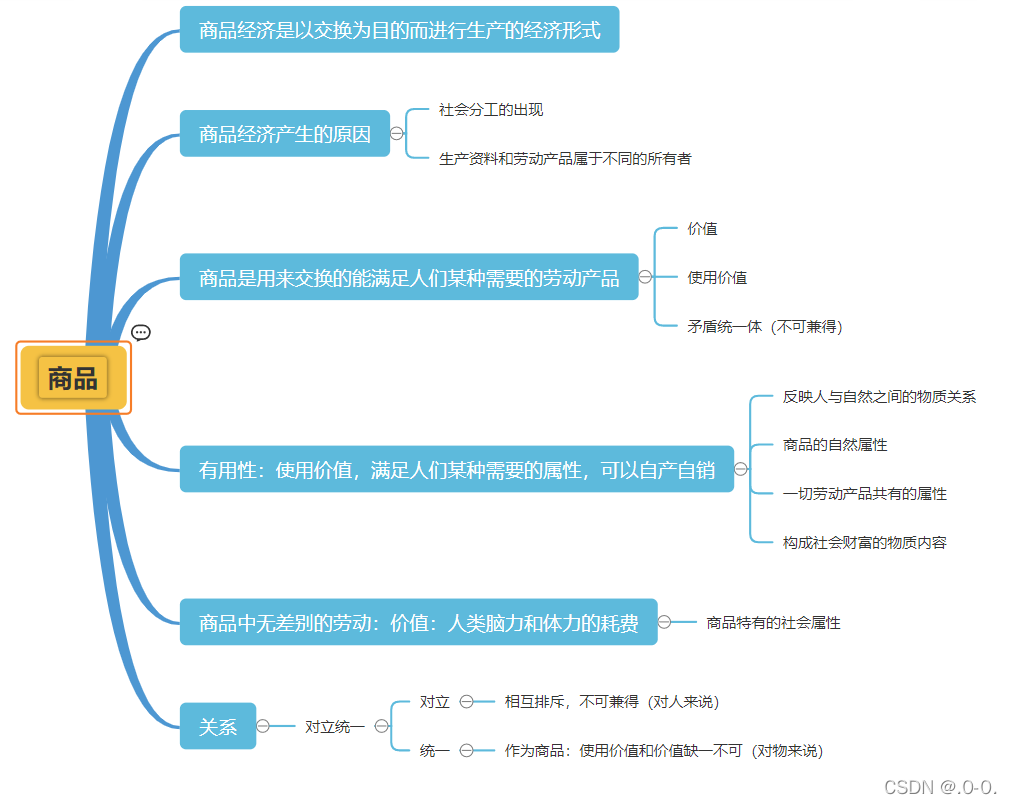 商品经济是以交换为目的而进行生产的经济形式
商品经济产生的原因
社会分工的出现
生产资料和劳动产品属于不同的所有者
商品是用来交换的能满足人们某种需要的劳动产品
价值
使用价值
矛盾统一体（不可兼得）
商品
有用性：使用价值，满足人们某种需要的属性，可以自产自销
反映人与自然之间的物质关系
商品的自然属性
一切劳动产品共有的属性
构成社会财富的物质内容
商品中无差别的劳动：价值：人类脑力和体力的耗费
商品特有的社会属性
关系
对立统一
对立
相互排斥，不可兼得（对人来说）
统一
作为商品：使用价值和价值缺一不可（对物来说）
CSDN @.O-O.